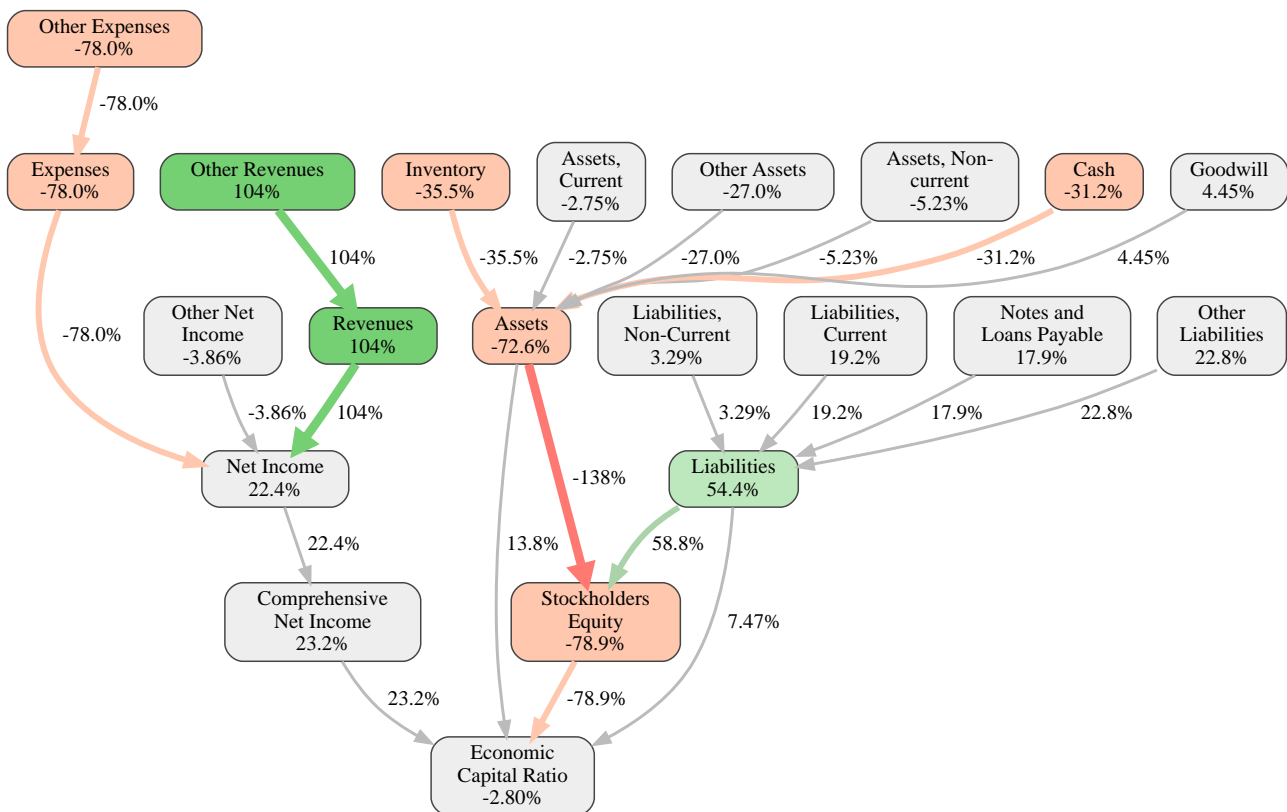 Other Expenses
-78.0%
-78.0%
Expenses
-78.0%
Other Revenues
104%
Inventory
-35.5%
Assets,
Current
-2.75%
Other Assets
-27.0%
Assets, Non-
current
-5.23%
Cash
-31.2%
Goodwill
4.45%
104%
-35.5%
-2.75%
-27.0%
-5.23%
-31.2%
4.45%
-78.0%
Other Net
Income
-3.86%
Revenues
104%
Assets
-72.6%
Liabilities,
Non-Current
3.29%
Liabilities,
Current
19.2%
Notes and
Loans Payable
17.9%
Other
Liabilities
22.8%
-3.86%
104%
3.29%
19.2%
17.9%
22.8%
Net Income
22.4%
-138%
Liabilities
54.4%
22.4%
13.8%
58.8%
Comprehensive
Net Income
23.2%
Stockholders
Equity
-78.9%
7.47%
23.2%
-78.9%
Economic
Capital Ratio
-2.80%